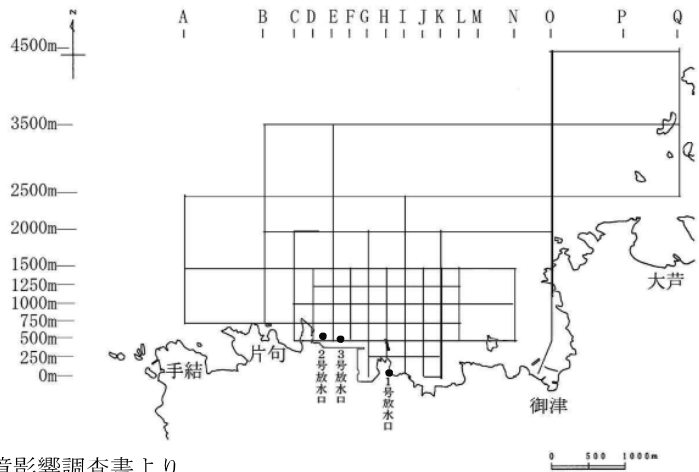 A B C D E F G H I J K L M N O P Q
N
4500m
3500m
2500m
2000m
1500m
1250m
1000m
750m
500m
250m
0m
手結
片句
2号放水口
3号放水口
1号放水口
御津
大芦
0 500 1000m
境影響調査書より